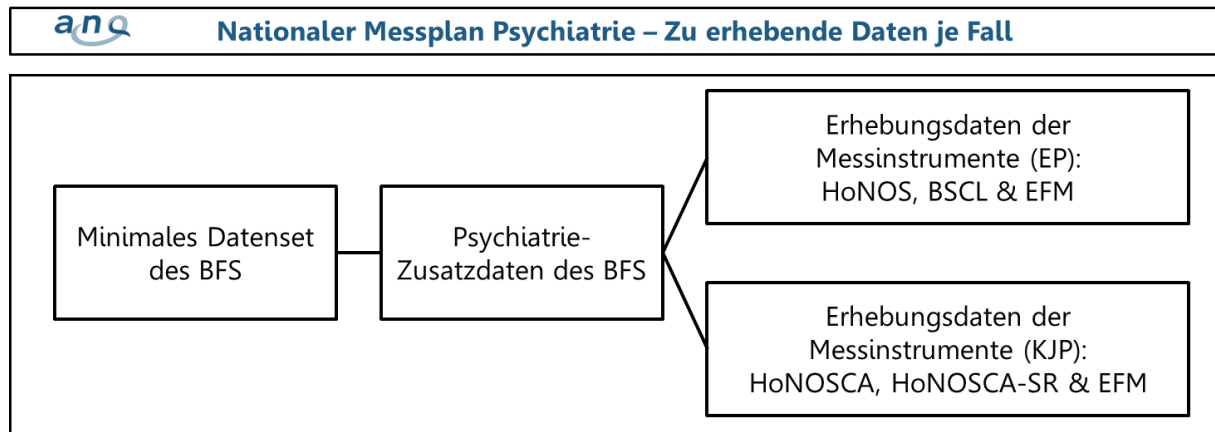 anq
Nationaler Messplan Psychiatrie – Zu erhebende Daten je Fall
Minimales Datenset
des BFS
Psychiatrie-
Zusatzdaten des BFS
Erhebungsdaten der
Messinstrumente (EP):
HoNOS, BSCL & EFM
Erhebungsdaten der
Messinstrumente (KJP):
HoNOSCA, HoNOSCA-SR & EFM